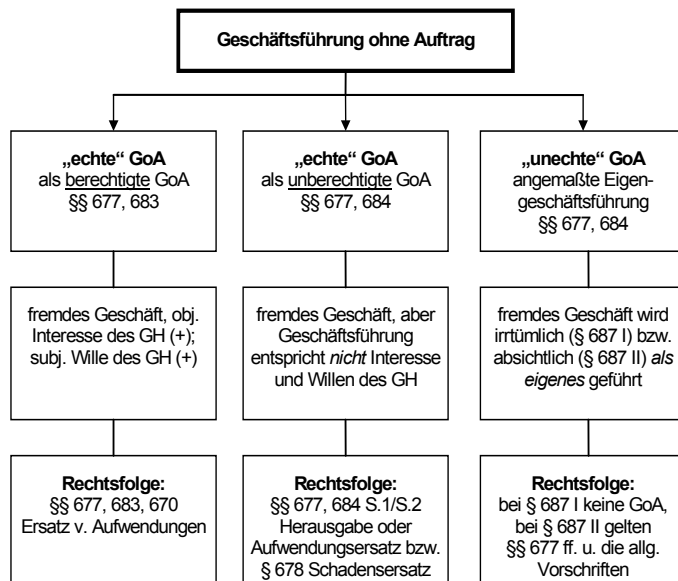 Geschäftsführung ohne Auftrag
„echte“ GoA
als berechtigte GoA
§§ 677, 683
„echte“ GoA
als unberechtigte GoA
§§ 677, 684
„unechte“ GoA
angemaßte Eigen-
geschäftsführung
§§ 677, 684
fremdes Geschäft, obj.
Interesse des GH (+);
subj. Wille des GH (+)
fremdes Geschäft, aber
Geschäftsführung
entspricht nicht Interesse
und Willen des GH
fremdes Geschäft wird
irrtümlich (§ 687 I) bzw.
absichtlich (§ 687 II) als
eigenes geführt
Rechtsfolge:
§§ 677, 683, 670
Ersatz v. Aufwendungen
Rechtsfolge:
§§ 677, 684 S.1/S.2
Herausgabe oder
Aufwendungsersatz bzw.
§ 678 Schadensersatz
Rechtsfolge:
bei § 687 I keine GoA,
bei § 687 II gelten
§§ 677 ff. u. die allg.
Vorschriften